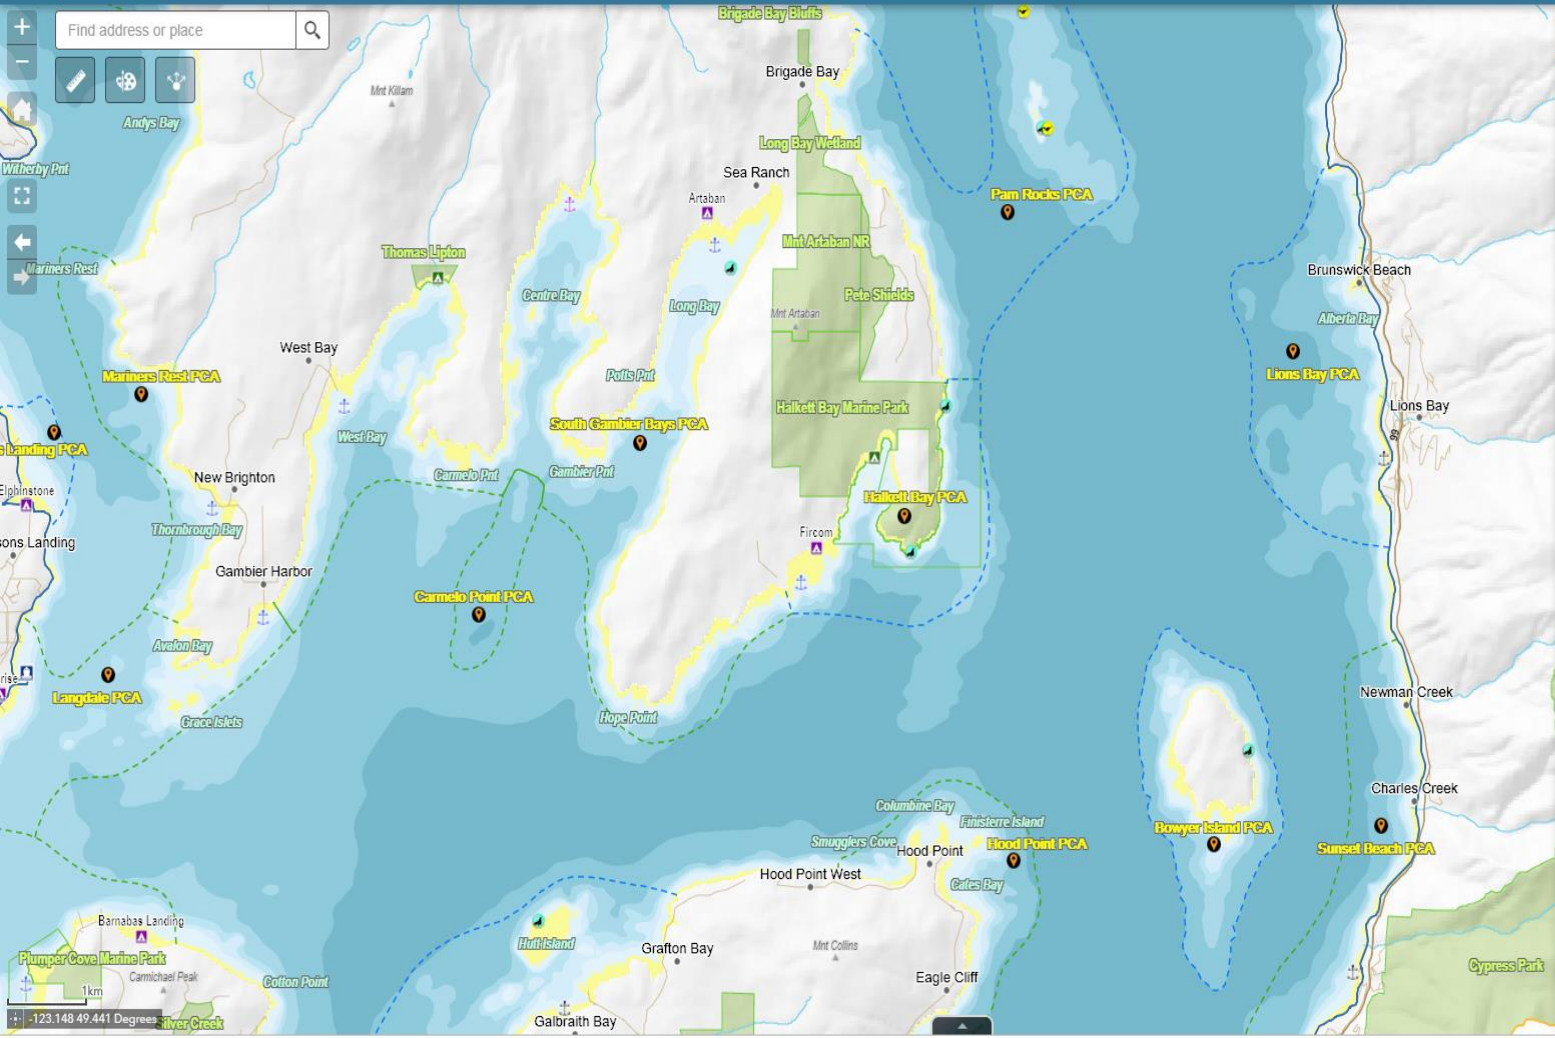 Brigade Bay Bluffs
+
Find address or place
−
Brigade Bay
Mnt Killam
Andys Bay
Long Bay Wetland
Witherby Pnt
Sea Ranch
Artaban
Pam Rocks PCA
Mnt Artaban NR
Thomas Lipton
Mariners Rest
Brunswick Beach
Centre Bay
Pete Shields
Long Bay
Mnt Artaban
Alberta Bay
West Bay
Mariners Rest PCA
Potts Pnt
Lions Bay PCA
Halkett Bay Marine Park
Lions Bay
South Gambier Bays PCA
West Bay
99
s Landing PCA
Gambier Pnt
Carmelo Pnt
New Brighton
Elphinstone
Halkett Bay PCA
Thornbrough Bay
Fircom
sons Landing
Gambier Harbor
Carmelo Point PCA
Avalon Bay
rise
Langdale PCA
Newman Creek
Hope Point
Grace Islets
Charles Creek
Columbine Bay
Finisterre Island
Bowyer Island PCA
Smugglers Cove
Hood Point PCA
Hood Point
Sunset Beach PCA
Hood Point West
Cates Bay
Barnabas Landing
Hutt Island
Grafton Bay
Mnt Collins
Plumper Cove Marine Park
Cypress Park
Carmichael Peak
Cotton Point
Eagle Cliff
1km
-123.148 49.441 Degrees
Silver Creek
Galbraith Bay